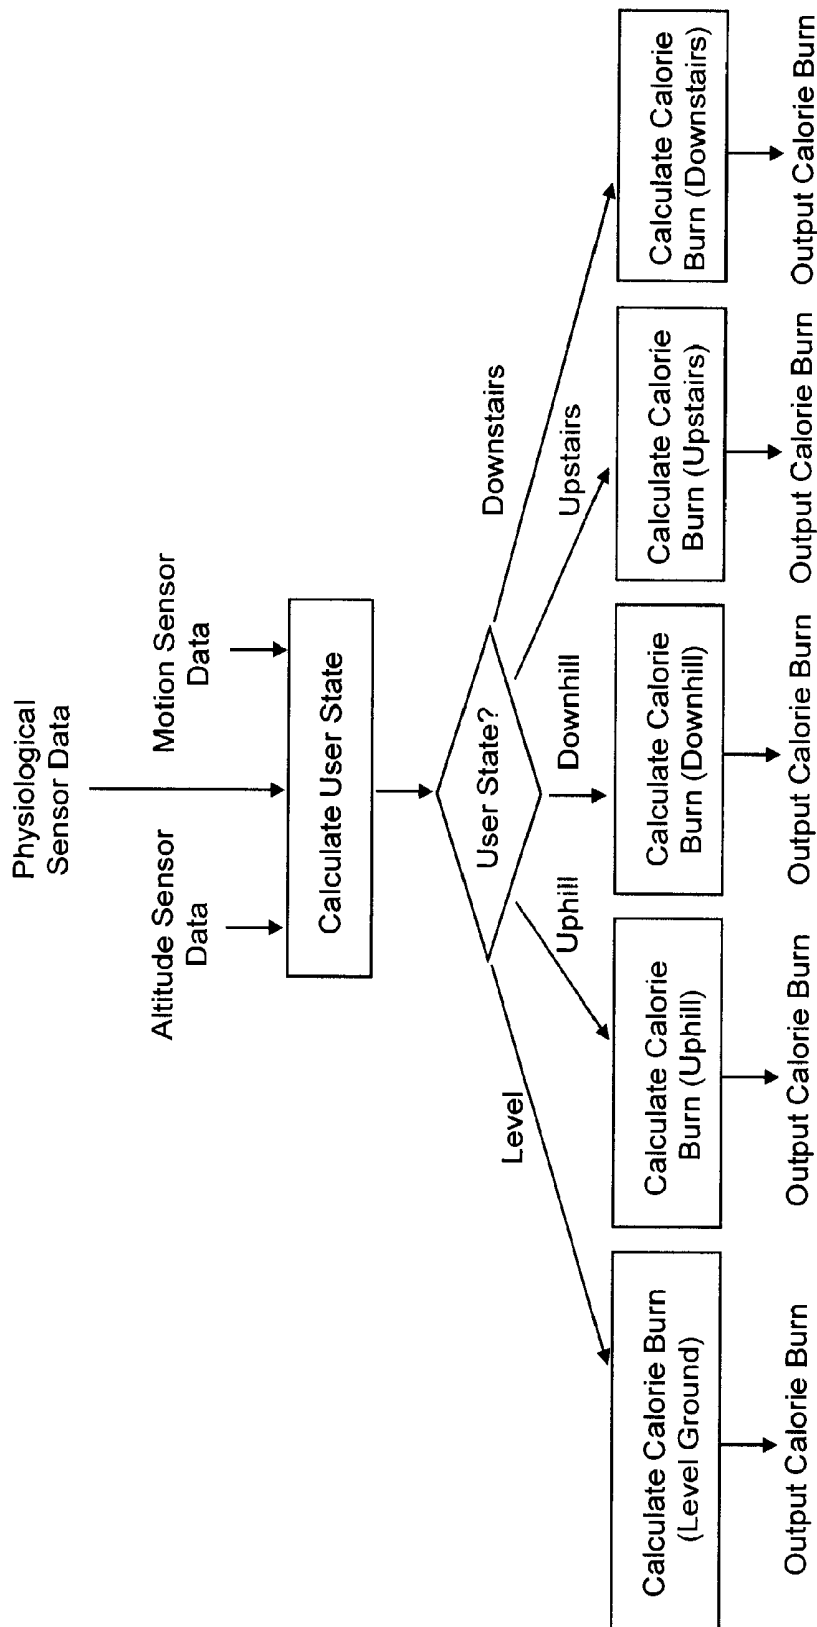 Physiological
Sensor Data
Altitude Sensor
Data
Motion Sensor
Data
Calculate User State
User State?
Level
Uphill
Downhill
Upstairs
Downstairs
Calculate Calorie Burn
(Level Ground)
Calculate Calorie
Burn (Uphill)
Calculate Calorie
Burn (Downhill)
Calculate Calorie
Burn (Upstairs)
Calculate Calorie
Burn (Downstairs)
Output Calorie Burn
Output Calorie Burn
Output Calorie Burn
Output Calorie Burn
Output Calorie Burn